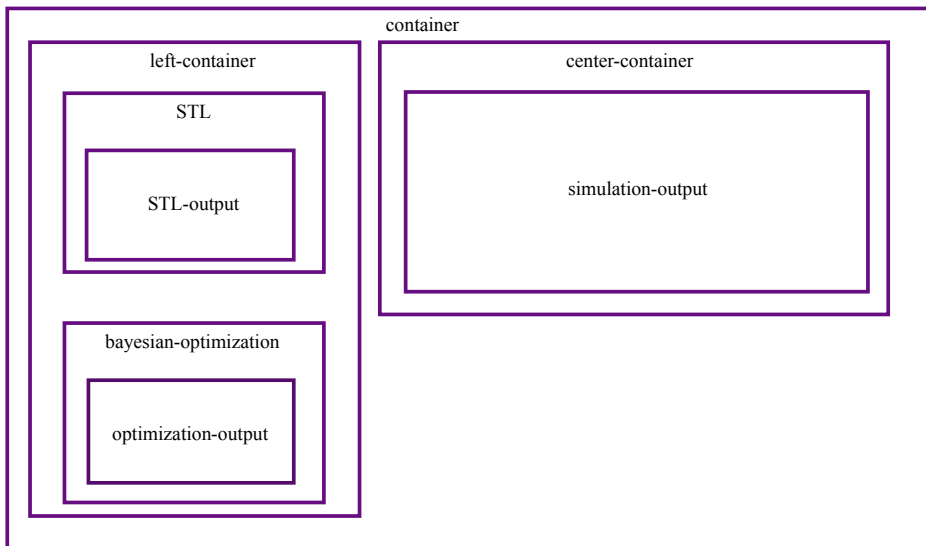 container
left-container
STL
STL-output
bayesian-optimization
optimization-output
center-container
simulation-output